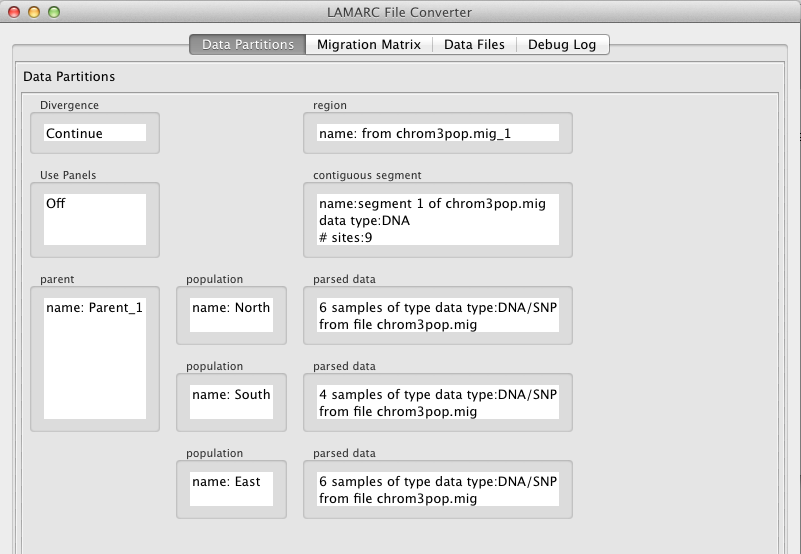 LAMARC File Converter
Data Partitions
Migration Matrix
Data Files
Debug Log
Data Partitions
Divergence
Continue
region
name: from chrom3pop.mig_1
Use Panels
Off
contiguous segment
name:segment 1 of chrom3pop.mig
data type:DNA
# sites:9
parent
name: Parent_1
population
name: North
parsed data
6 samples of type data type:DNA/SNP
from file chrom3pop.mig
population
name: South
parsed data
4 samples of type data type:DNA/SNP
from file chrom3pop.mig
population
name: East
parsed data
6 samples of type data type:DNA/SNP
from file chrom3pop.mig